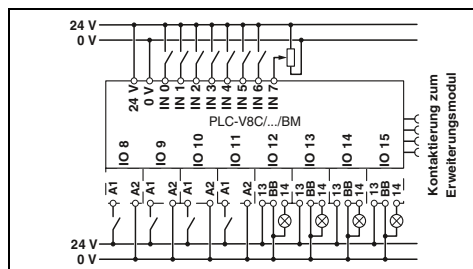 24 V
0 V
24 V
0 V
IN 0
IN 1
IN 2
IN 3
IN 4
IN 5
IN 6
IN 7
PLC-V8C/.../BM
IO 8
IO 9
IO 10
IO 11
IO 12
IO 13
IO 14
IO 15
Kontaktierung zum
Erweiterungsmodul
A1
A2
A1
A2
A1
A2
A1
A2
13
BB
14
13
BB
14
13
BB
14
13
BB
14
24 V
0 V